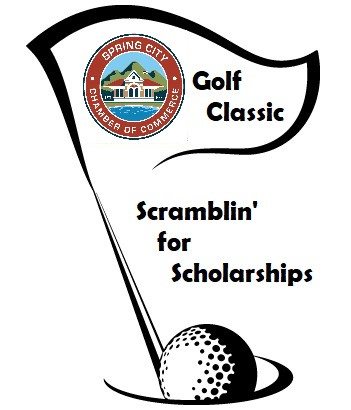 SPRING CITY
CHAMBER OF COMMERCE
Golf
Classic
Scramblin'
for
Scholarships